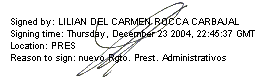 Signed by: LILIAN DEL CARMEN ROCCA CARBAJAL
Signing time: Thursday, December 23 2004, 22:45:37 GMT
Location: PRES
Reason to sign: nuevo Rgto. Prest. Administrativos